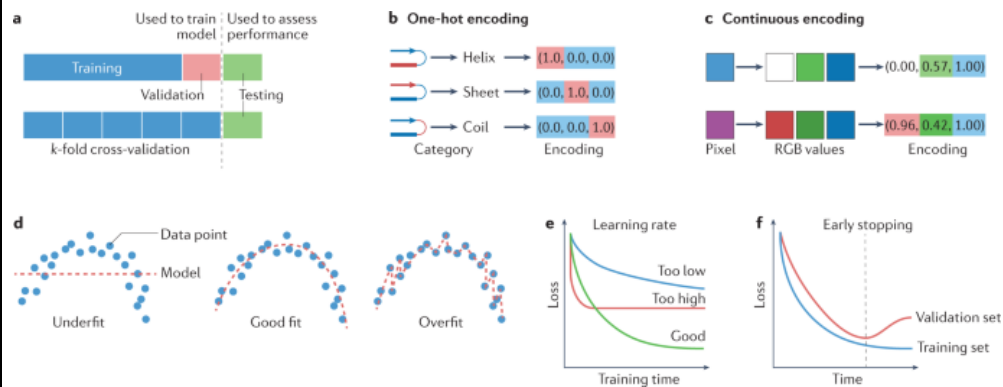 a
Used to train
model
Used to assess
performance
Training
Validation
Testing
k-fold cross-validation
b One-hot encoding
Helix
(1.0, 0.0, 0.0)
Sheet
(0.0, 1.0, 0.0)
Coil
(0.0, 0.0, 1.0)
Category
Encoding
c Continuous encoding
(0.00, 0.57, 1.00)
(0.96, 0.42, 1.00)
Pixel
RGB values
Encoding
d
Data point
Model
Underfit
Good fit
Overfit
e
Learning rate
Loss
Too low
Too high
Good
Training time
f
Early stopping
Loss
Validation set
Training set
Time